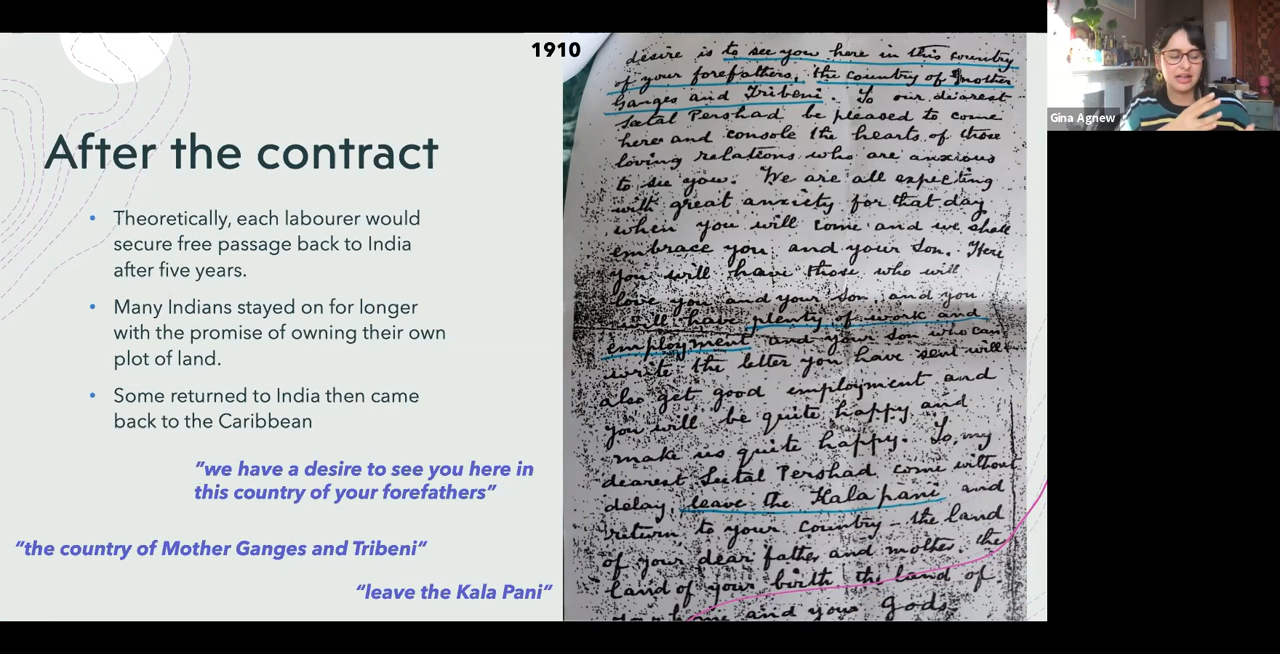 1910
After the contract
• Theoretically, each labourer would
secure free passage back to India
after five years.
• Many Indians stayed on for longer
with the promise of owning their own
plot of land.
• Some returned to India then came
back to the Caribbean
"we have a desire to see you here in
this country of your forefathers"
"the country of Mother Ganges and Tribeni"
"leave the Kala Pani"
desire is to see you here in this country
of your forefathers, the country of Mother
Ganges and Tribeni. So our dearest
Seetal Pershad be pleased to come
here and console the hearts of those
loving relations who are anxious
to see you. We are all expecting
with great anxiety for that day
when you will come and we shall
embrace you and your son. Here
you will have those who will
love you and your son and you
will have plenty of work and
employment and your son who can
write the letter you have sent will
also get good employment and
you will be quite happy and
make us quite happy. So, my
dearest Seetal Pershad come without
delay, leave the Kala pani and
return to your country - the land
of your dear father and mother, the
land of your birth the land of
your home and your gods
Gina Agnew